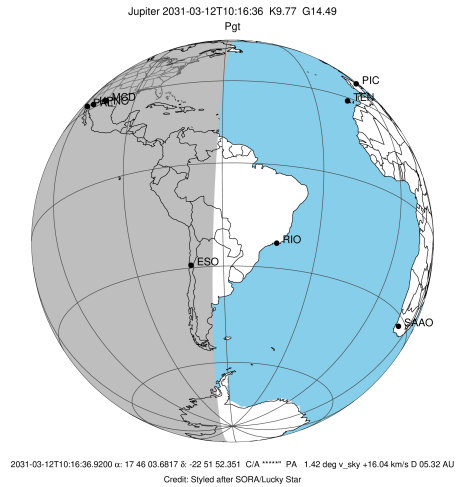 Jupiter 2031-03-12T10:16:36 K9.77 G14.49
Pgt
PIC
TEN
MCD
ESO
RIO
SAAO
2031-03-12T10:16:36.9200 α: 17 46 03.6817 δ: -22 51 52.351 C/A *****" PA 1.42 deg v_sky +16.04 km/s D 05.32 AU
Credit: Styled after SORA/Lucky Star